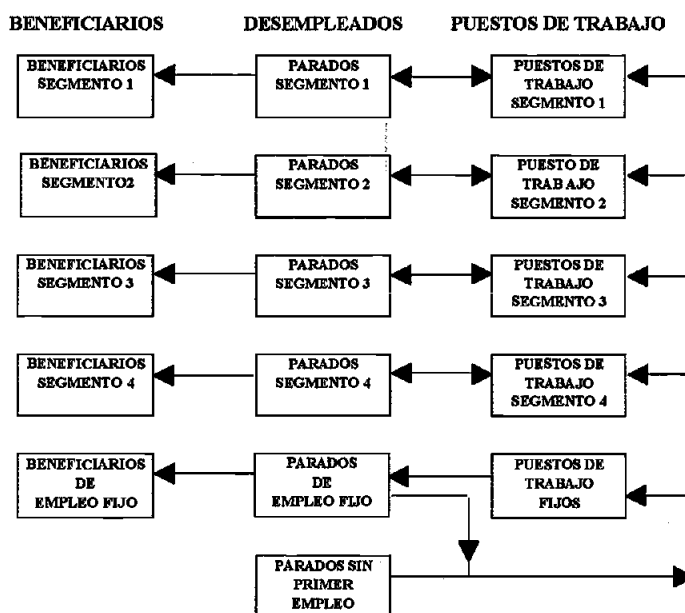 BENEFICIARIOS
DESEMPLEADOS
PUESTOS DE TRABAJO
BENEFICIARIOS
SEGMENTO 1
PARADOS
SEGMENTO 1
PUESTOS DE
TRABAJO
SEGMENTO 1
BENEFICIARIOS
SEGMENTO2
PARADOS
SEGMENTO 2
PUESTO DE
TRABAJO
SEGMENTO 2
BENEFICIARIOS
SEGMENTO 3
PARADOS
SEGMENTO 3
PUESTOS DE
TRABAJO
SEGMENTO 3
BENEFICIARIOS
SEGMENTO 4
PARADOS
SEGMENTO 4
PUESTOS DE
TRABAJO
SEGMENTO 4
BENEFICIARIOS
DE
EMPLEO FIJO
PARADOS
DE
EMPLEO FIJO
PUESTOS DE
TRABAJO
FIJOS
PARADOS SIN
PRIMER
EMPLEO